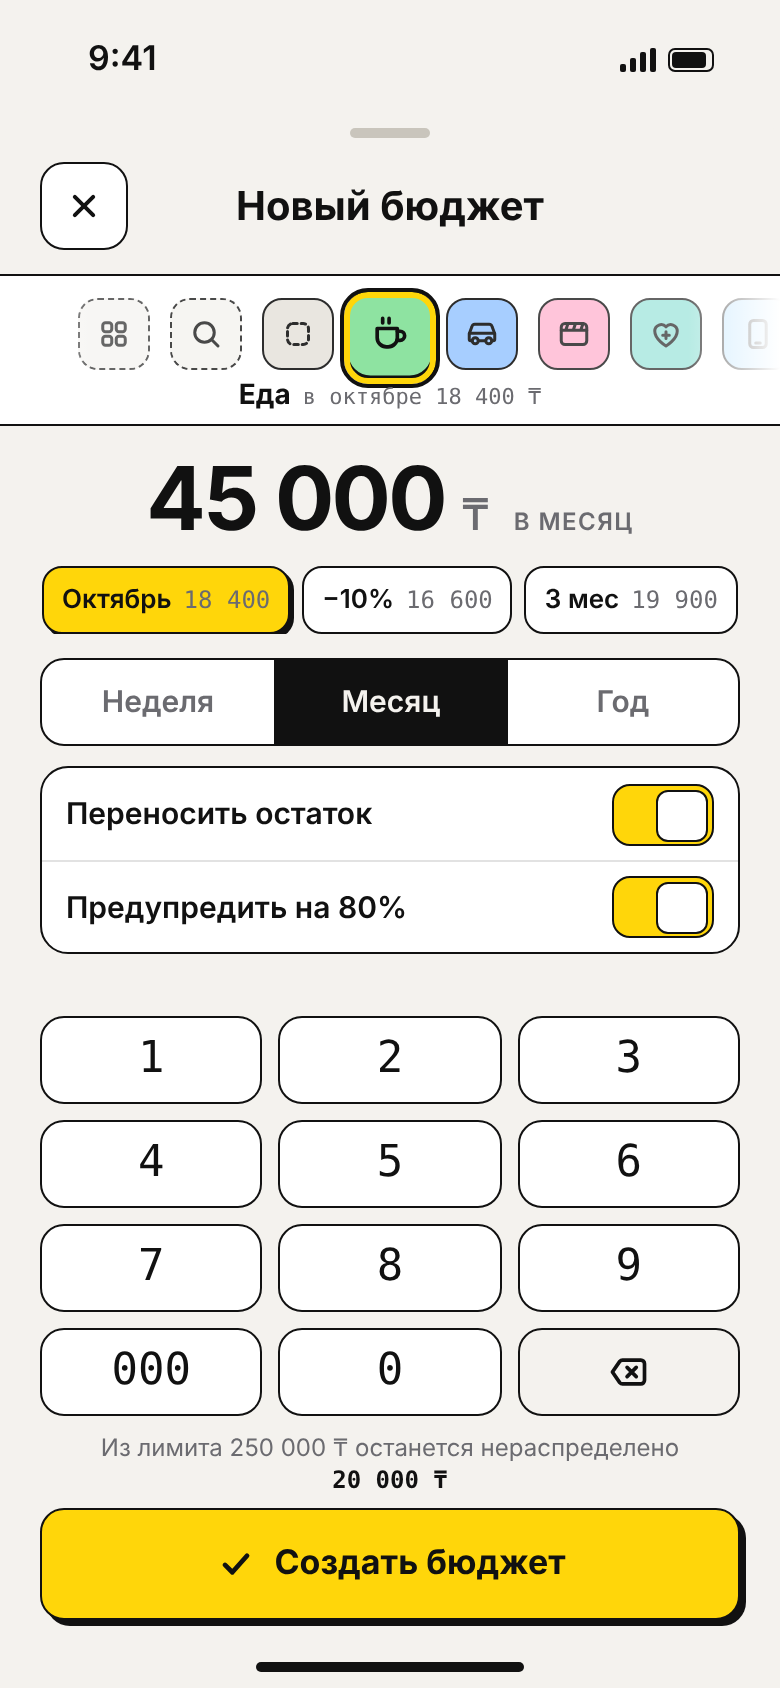 9:41
Новый бюджет
Еда в октябре 18 400 ₸
45 000 ₸ В МЕСЯЦ
Октябрь 18 400 −10% 16 600 3 мес 19 900
Неделя Месяц Год
Переносить остаток
Предупредить на 80%
1 2 3
4 5 6
7 8 9
000 0
Из лимита 250 000 ₸ останется нераспределено
20 000 ₸
Создать бюджет